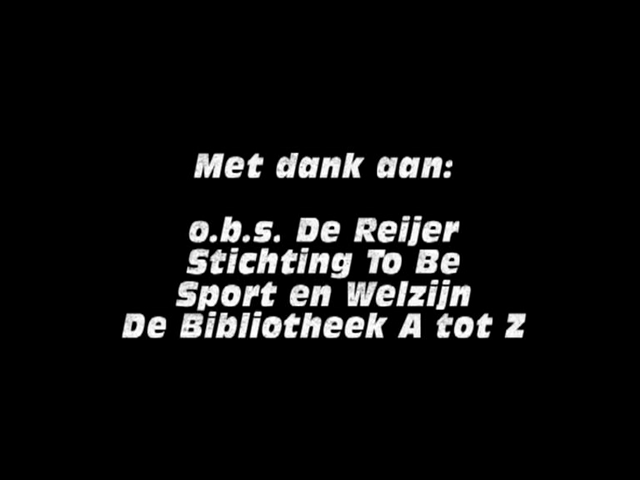 Met dank aan:
o.b.s. De Reijer
Stichting To Be
Sport en Welzijn
De Bibliotheek A tot Z